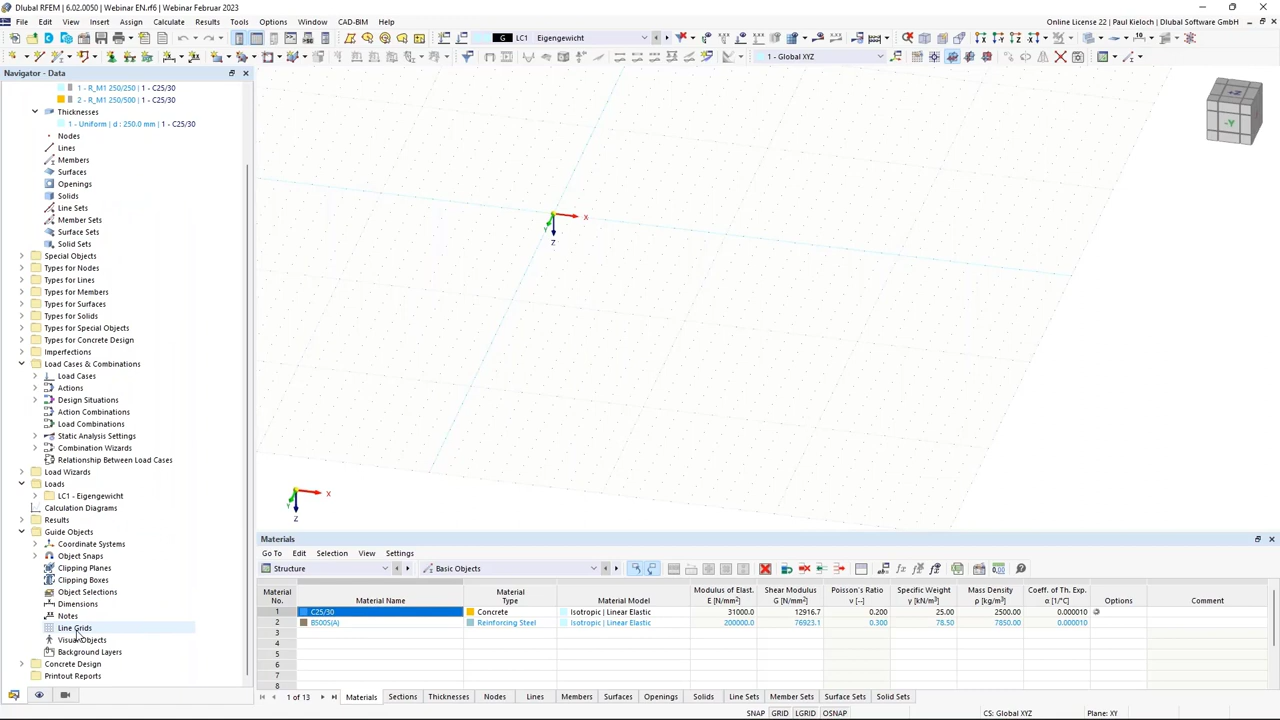 Dlubal RFEM | 6.02.0050 | Webinar EN.rf6 | Webinar Februar 2023
File Edit View Insert Assign Calculate Results Tools Options Window CAD-BIM Help
Online License 22 | Paul Kieloch | Dlubal Software GmbH
G LC1 Eigengewicht
1 - Global XYZ
Navigator - Data
1 - R_M1 250/250 | 1 - C25/30
2 - R_M1 250/500 | 1 - C25/30
Thicknesses
1 - Uniform | d : 250.0 mm | 1 - C25/30
Nodes
Lines
Members
Surfaces
Openings
Solids
Line Sets
Member Sets
Surface Sets
Solid Sets
Special Objects
Types for Nodes
Types for Lines
Types for Members
Types for Surfaces
Types for Solids
Types for Special Objects
Types for Concrete Design
Imperfections
Load Cases & Combinations
Load Cases
Actions
Design Situations
Action Combinations
Load Combinations
Static Analysis Settings
Combination Wizards
Relationship Between Load Cases
Load Wizards
Loads
LC1 - Eigengewicht
Calculation Diagrams
Results
Guide Objects
Coordinate Systems
Object Snaps
Clipping Planes
Clipping Boxes
Object Selections
Dimensions
Notes
Line Grids
Visual Objects
Background Layers
Concrete Design
Printout Reports
X
Y
Z
X
Y
Z
+Z
-Y
Materials
Go To Edit Selection View Settings
Structure Basic Objects
Material No. Material Name Material Type Material Model Modulus of Elast. E [N/mm²] Shear Modulus G [N/mm²] Poisson's Ratio ν [--] Specific Weight γ [kN/m³] Mass Density ρ [kg/m³] Coeff. of Th. Exp. α [1/°C] Options Comment
1 C25/30 Concrete Isotropic | Linear Elastic 31000.0 12916.7 0.200 25.00 2500.00 0.000010
2 B500S(A) Reinforcing Steel Isotropic | Linear Elastic 200000.0 76923.1 0.300 78.50 7850.00 0.000010
3
4
5
6
7
8
1 of 13 Materials Sections Thicknesses Nodes Lines Members Surfaces Openings Solids Line Sets Member Sets Surface Sets Solid Sets
SNAP GRID LGRID OSNAP CS: Global XYZ Plane: XY